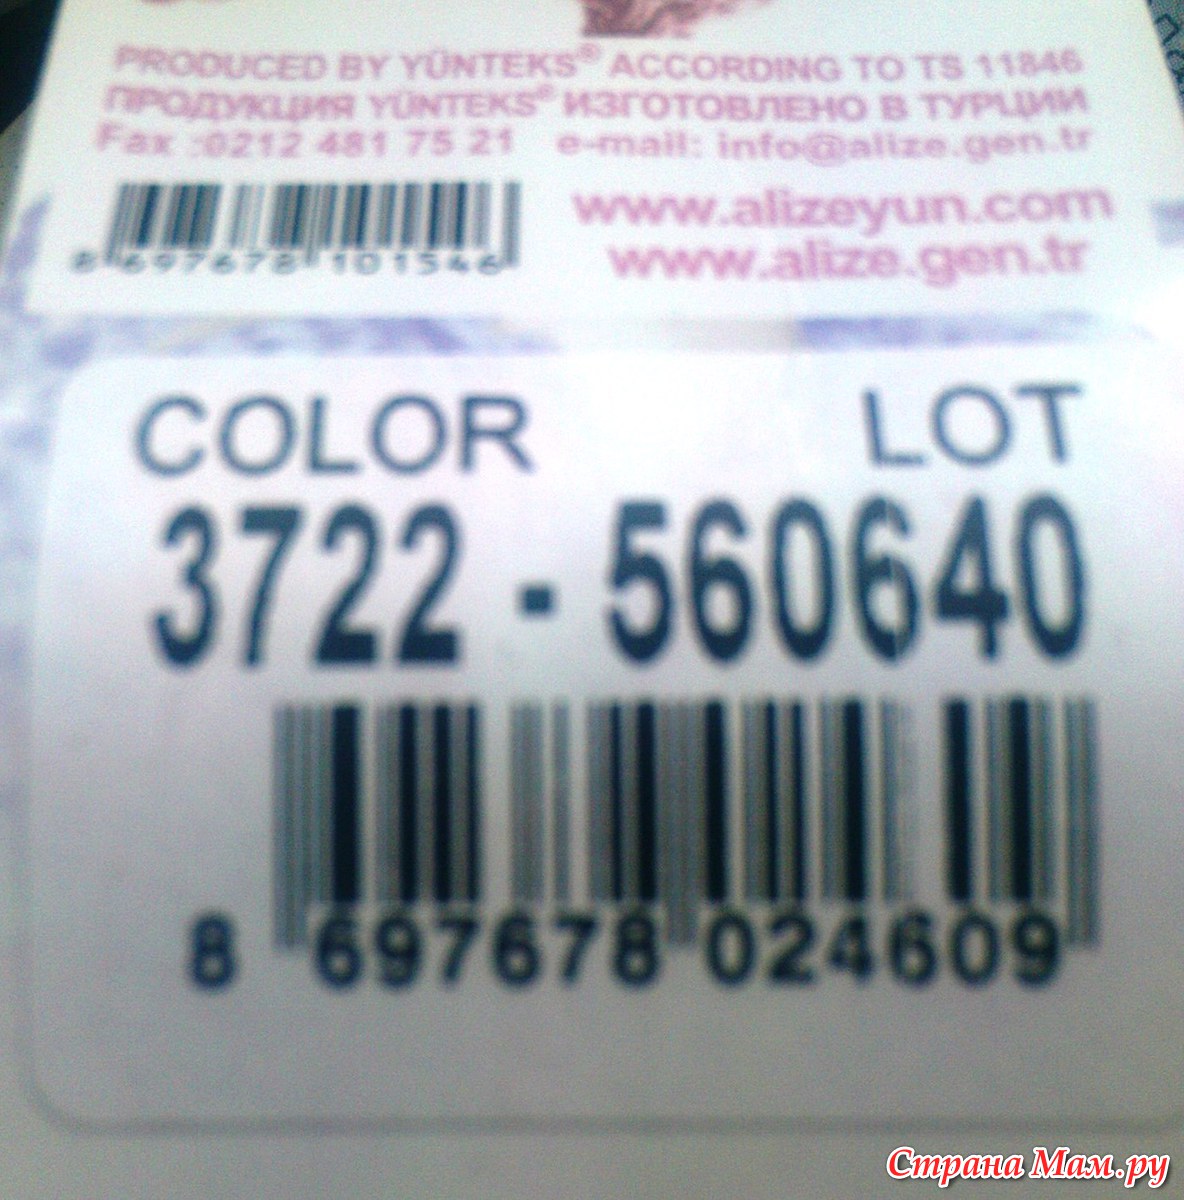 PRODUCED BY YÜNTEKS® ACCORDING TO TS 11846
ПРОДУКЦИЯ YÜNTEKS® ИЗГОТОВЛЕНО В ТУРЦИИ
Fax :0212 481 75 21 e-mail: info@alize.gen.tr
www.alizeyun.com
www.alize.gen.tr
8 697678 101546
COLOR LOT
3722 - 560640
8 697678 024609
Страна Мам.ру